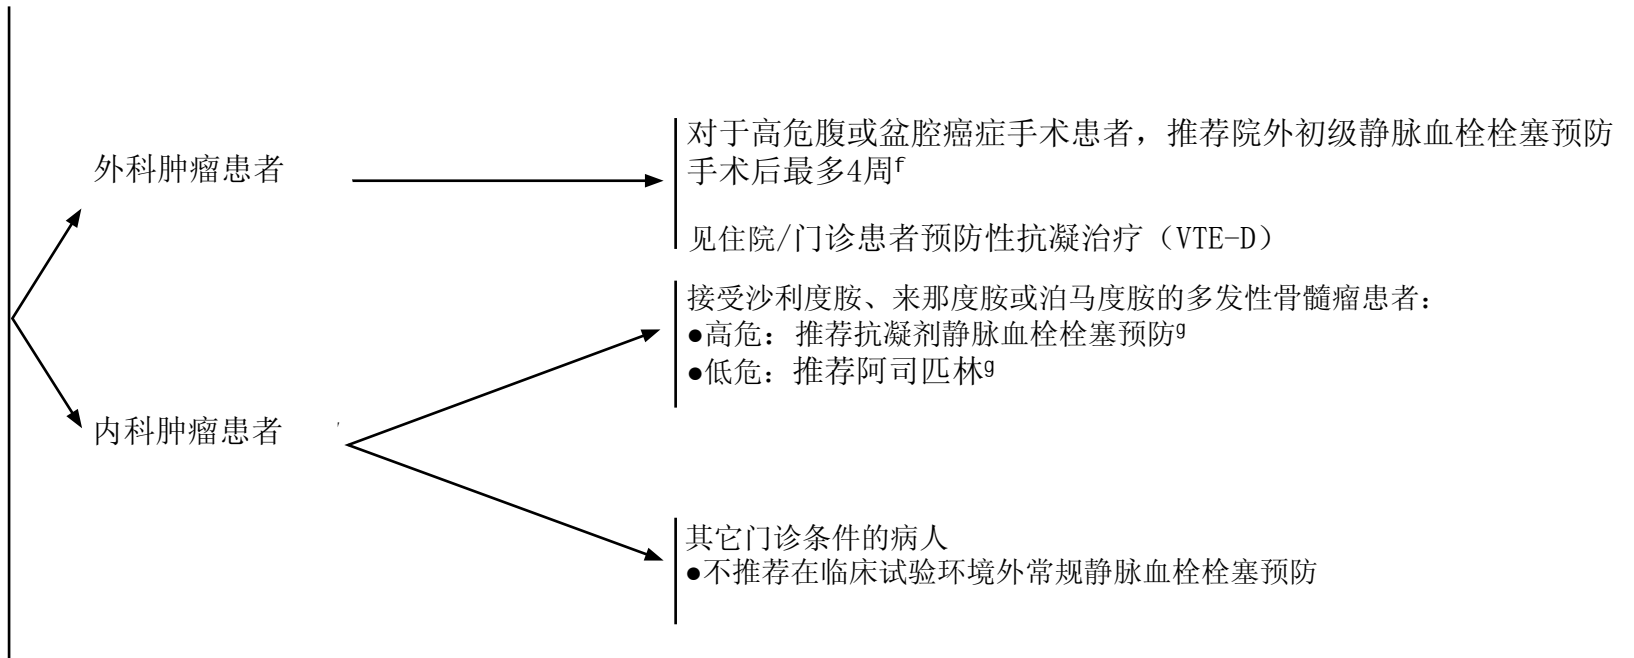 外科肿瘤患者
对于高危腹或盆腔癌症手术患者，推荐院外初级静脉血栓栓塞预防
手术后最多4周f
见住院/门诊患者预防性抗凝治疗（VTE-D）
接受沙利度胺、来那度胺或泊马度胺的多发性骨髓瘤患者：
●高危：推荐抗凝剂静脉血栓栓塞预防g
●低危：推荐阿司匹林g
内科肿瘤患者
其它门诊条件的病人
●不推荐在临床试验环境外常规静脉血栓栓塞预防